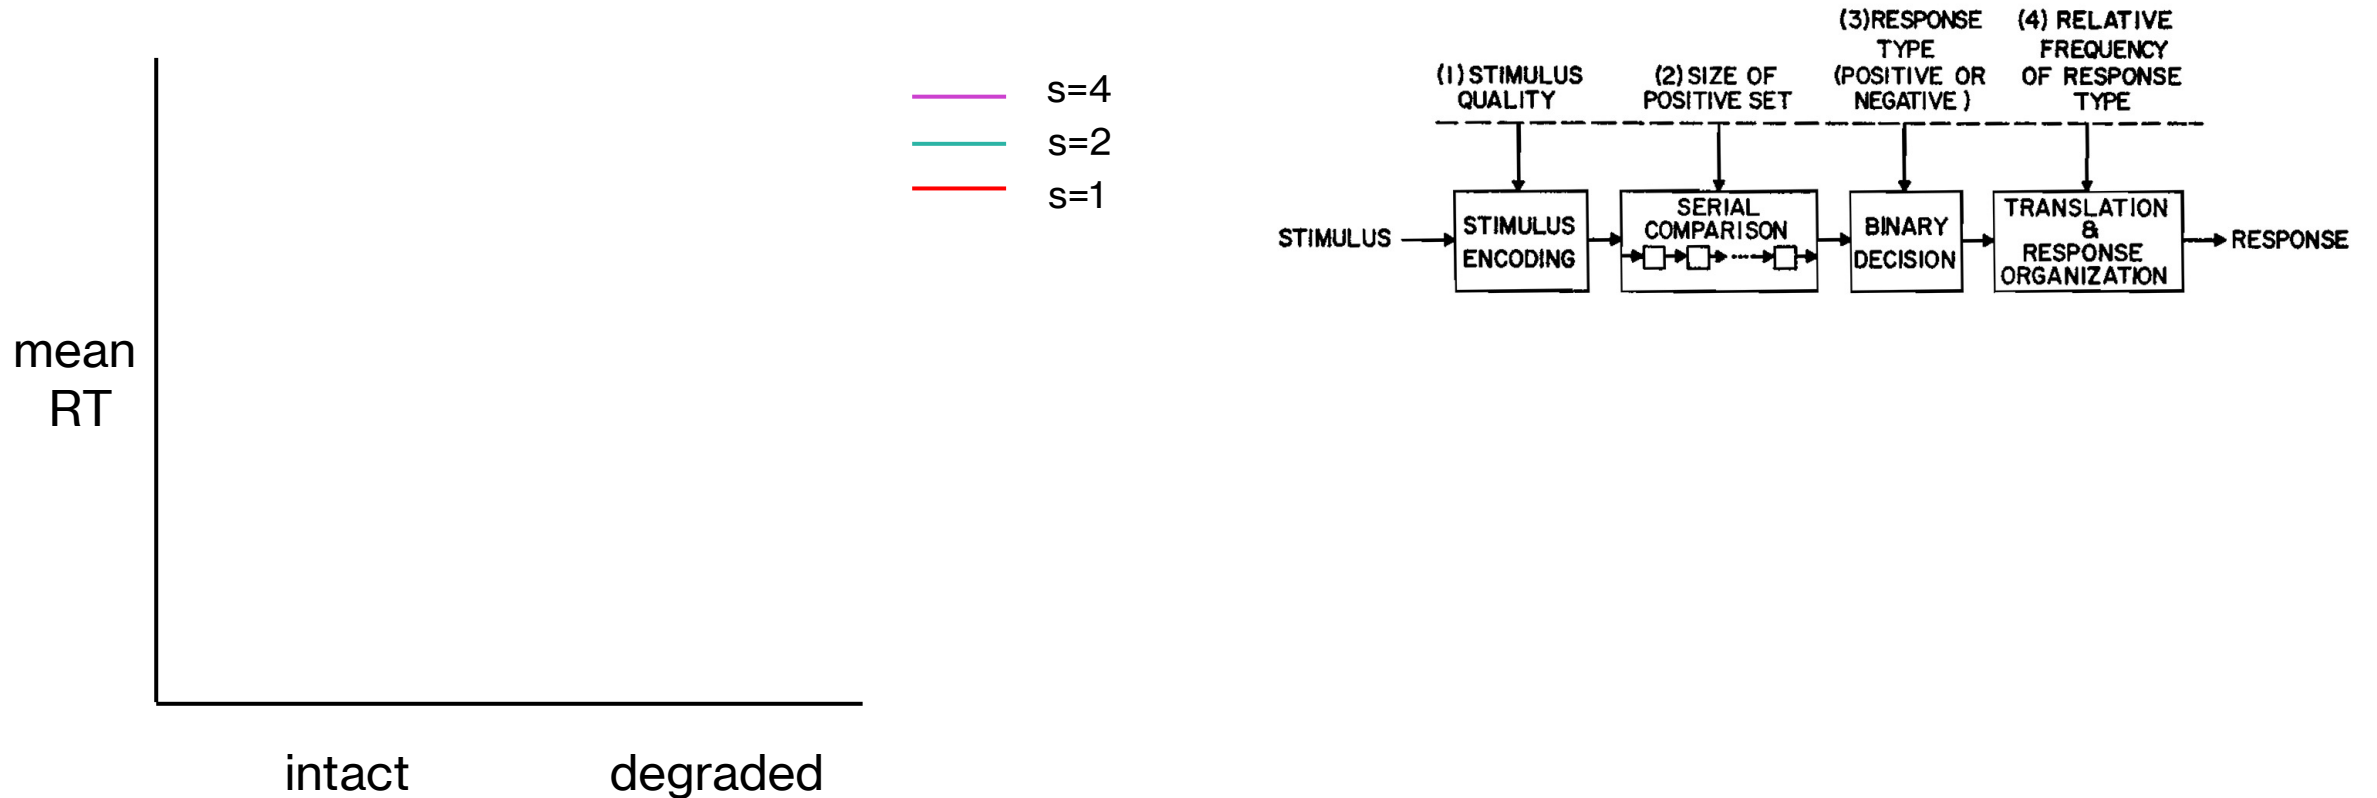 mean
RT
intact
degraded
s=4
s=2
s=1
(1) STIMULUS
QUALITY
(2) SIZE OF
POSITIVE SET
(3)RESPONSE
TYPE
(POSITIVE OR
NEGATIVE)
(4) RELATIVE
FREQUENCY
OF RESPONSE
TYPE
STIMULUS
STIMULUS
ENCODING
SERIAL
COMPARISON
BINARY
DECISION
TRANSLATION
&
RESPONSE
ORGANIZATION
RESPONSE